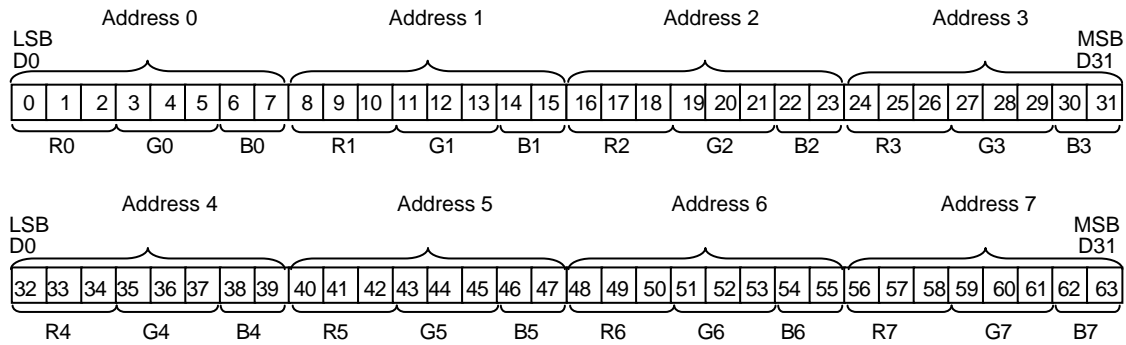 Address 0 Address 1 Address 2 Address 3
LSB MSB
D0 D31
0 1 2 3 4 5 6 7 8 9 10 11 12 13 14 15 16 17 18 19 20 21 22 23 24 25 26 27 28 29 30 31
R0 G0 B0 R1 G1 B1 R2 G2 B2 R3 G3 B3
Address 4 Address 5 Address 6 Address 7
LSB MSB
D0 D31
32 33 34 35 36 37 38 39 40 41 42 43 44 45 46 47 48 49 50 51 52 53 54 55 56 57 58 59 60 61 62 63
R4 G4 B4 R5 G5 B5 R6 G6 B6 R7 G7 B7